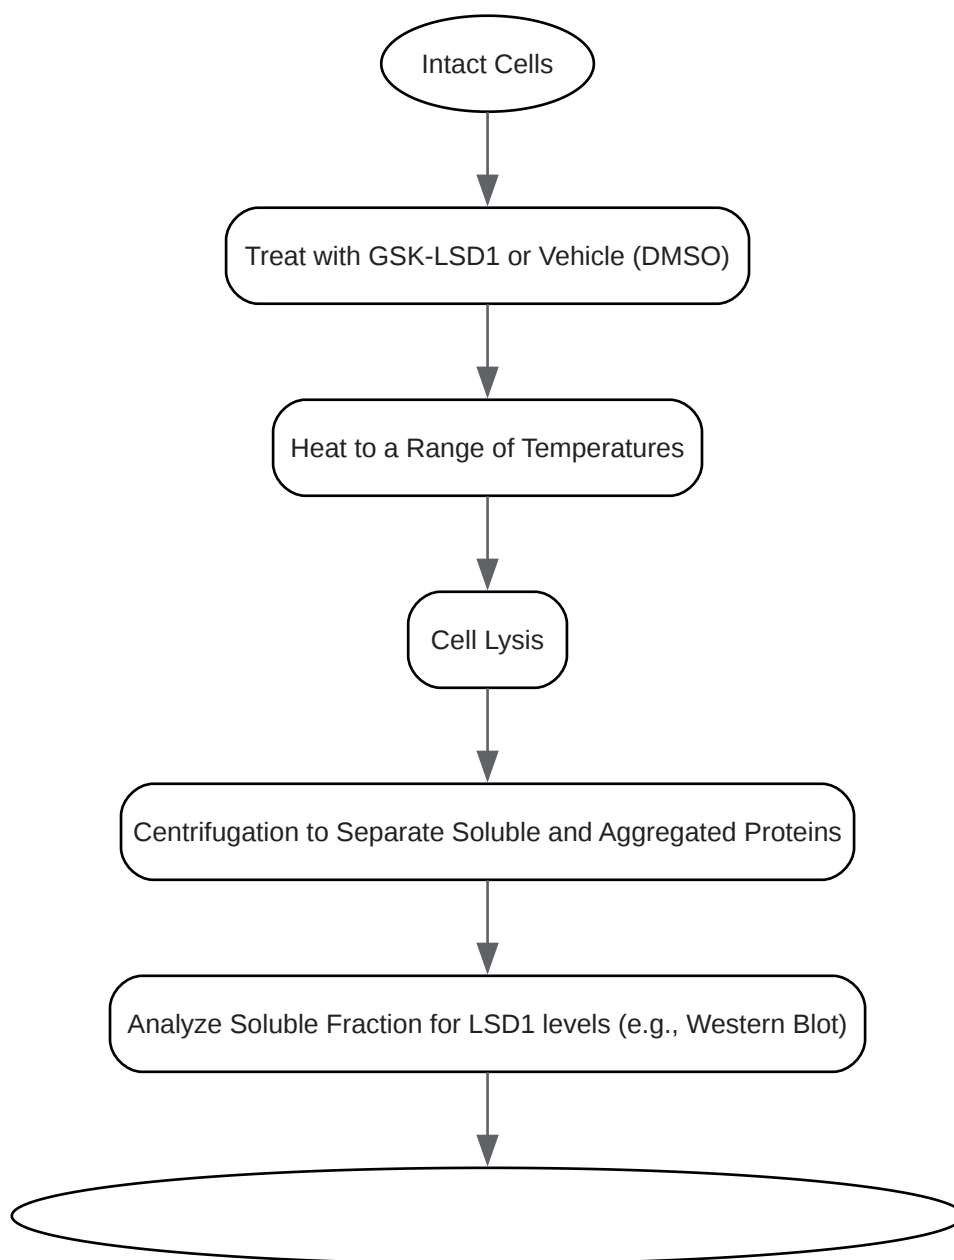 Intact Cells
Treat with GSK-LSD1 or Vehicle (DMSO)
Heat to a Range of Temperatures
Cell Lysis
Centrifugation to Separate Soluble and Aggregated Proteins
Analyze Soluble Fraction for LSD1 levels (e.g., Western Blot)